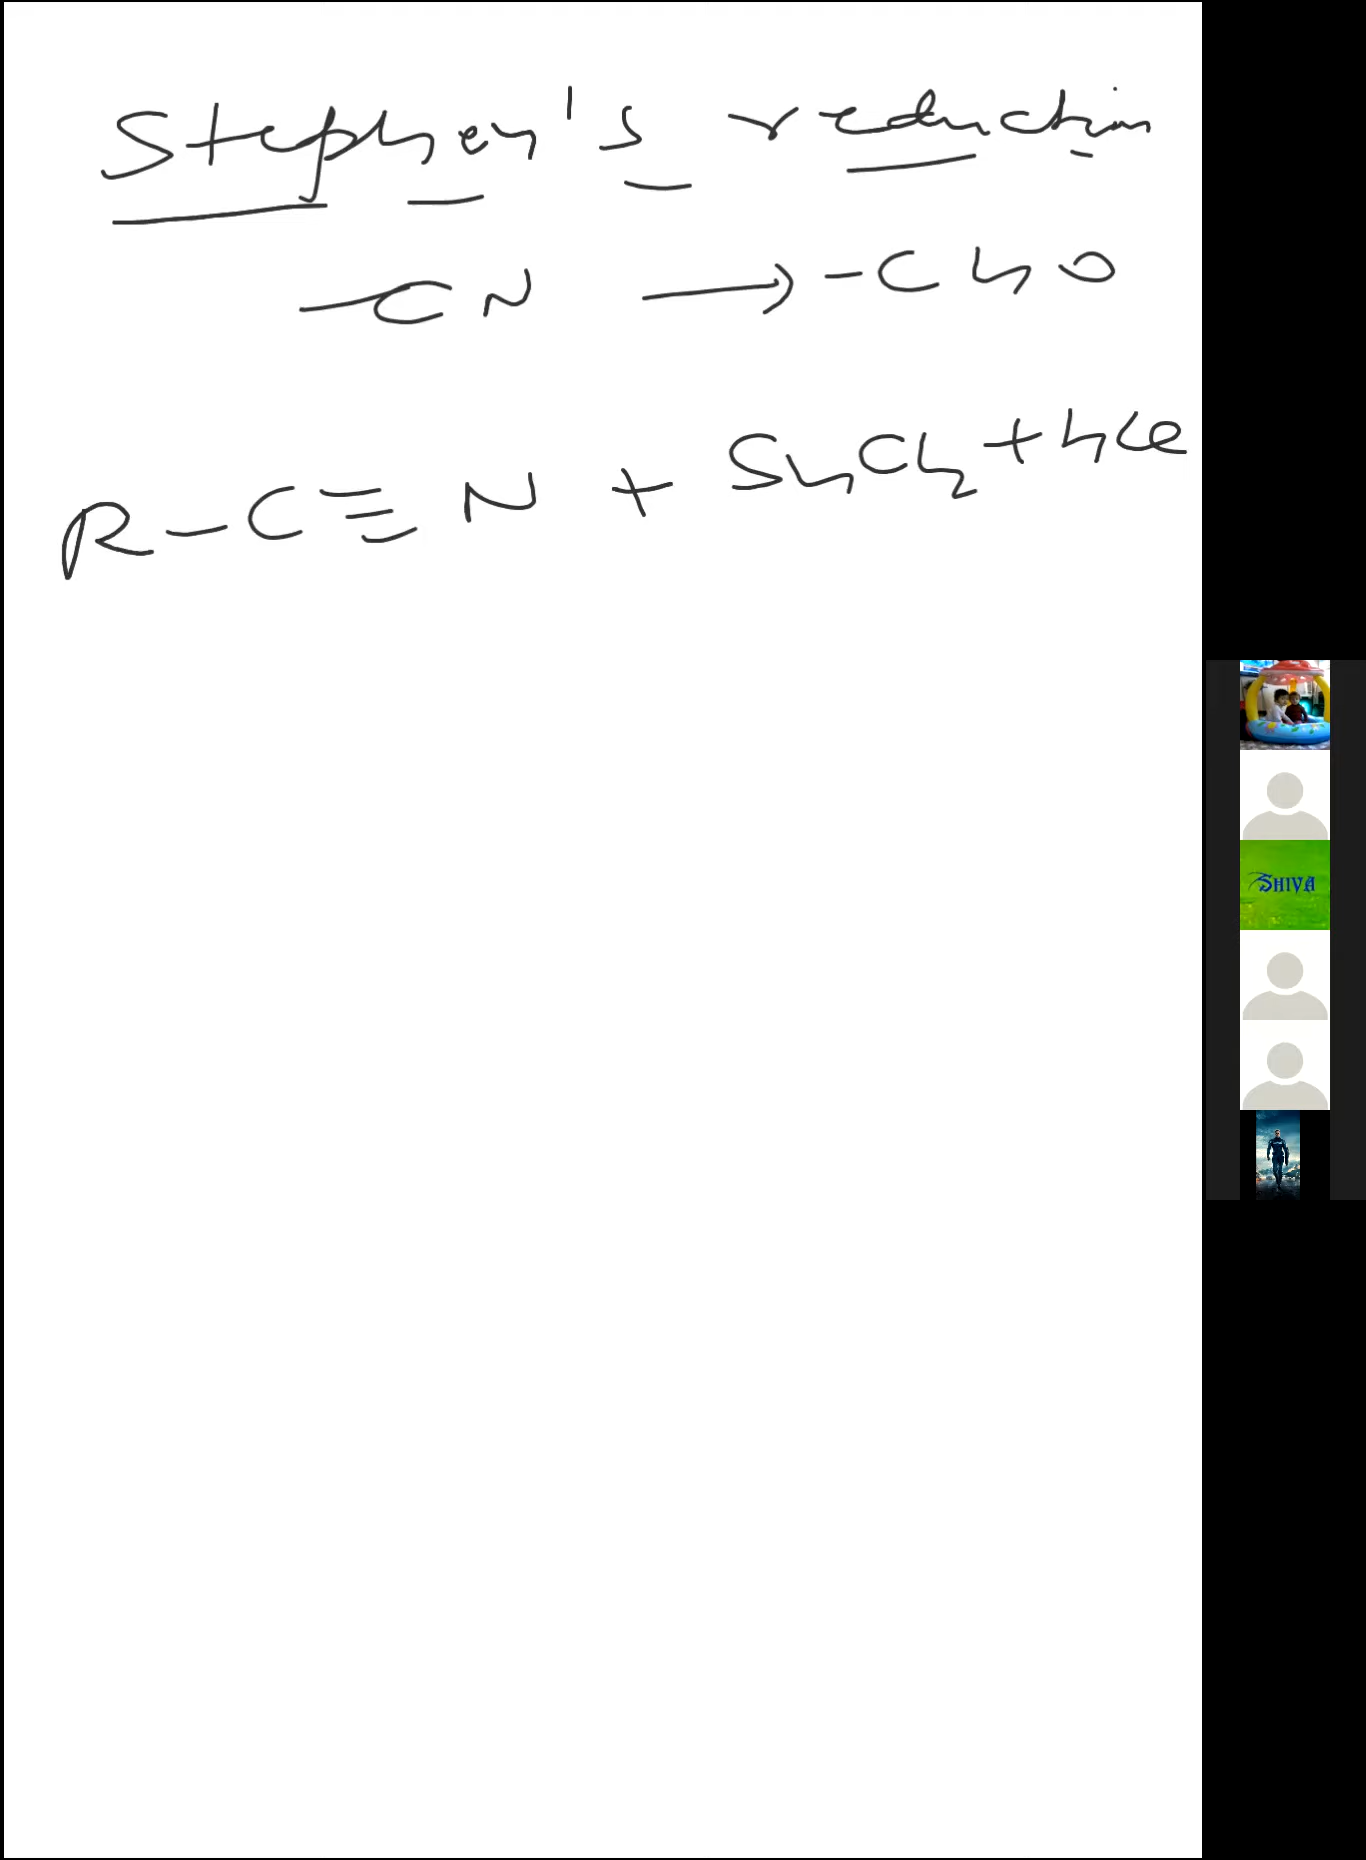 Stephen's reduction
-CN → -CHO
R-C≡N + SnCl2 + HCl
SHIVA